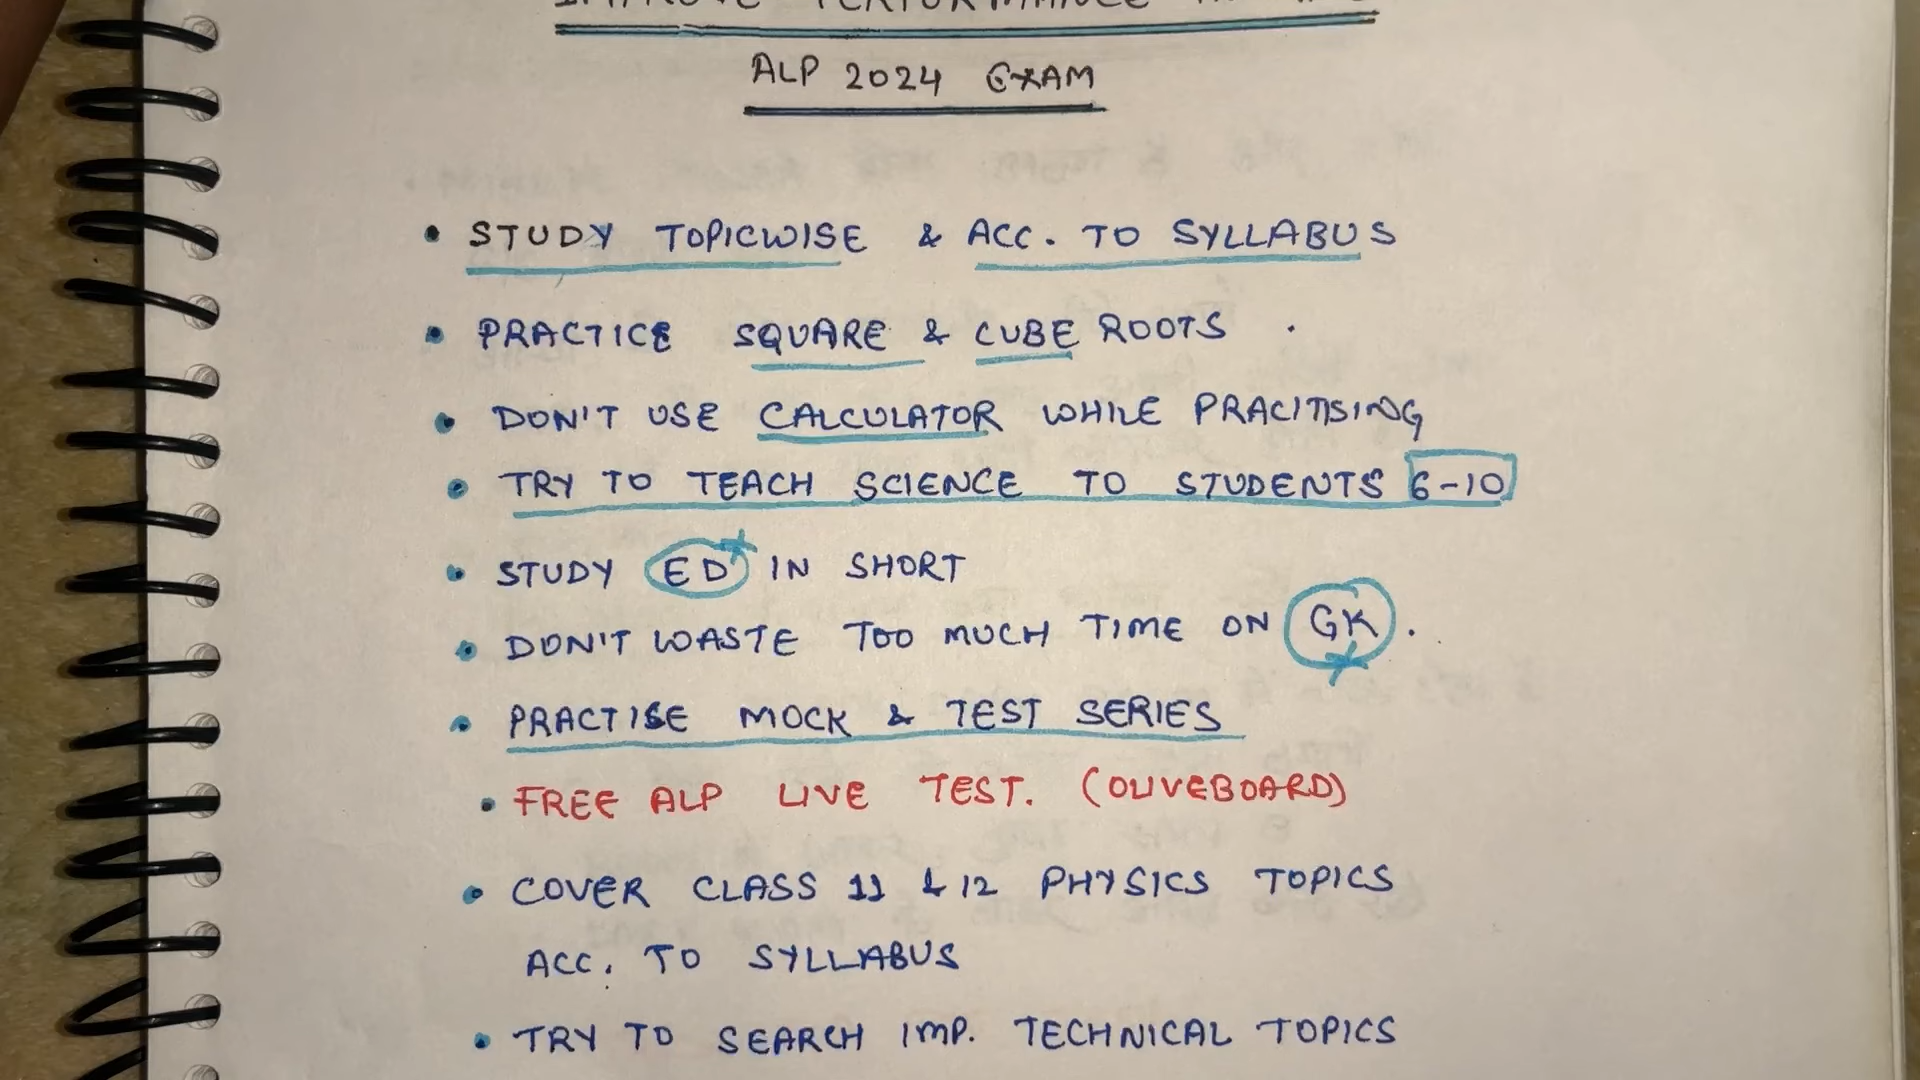 IMPROVE PERFORMANCE
ALP 2024 EXAM
• STUDY TOPICWISE & ACC. TO SYLLABUS
• PRACTICE SQUARE & CUBE ROOTS .
• DON'T USE CALCULATOR WHILE PRACITISING
• TRY TO TEACH SCIENCE TO STUDENTS 6-10
• STUDY ED IN SHORT
• DON'T WASTE TOO MUCH TIME ON GK .
• PRACTISE MOCK & TEST SERIES
• FREE ALP LIVE TEST. (OLIVEBOARD)
• COVER CLASS 11 & 12 PHYSICS TOPICS
ACC. TO SYLLABUS
• TRY TO SEARCH IMP. TECHNICAL TOPICS